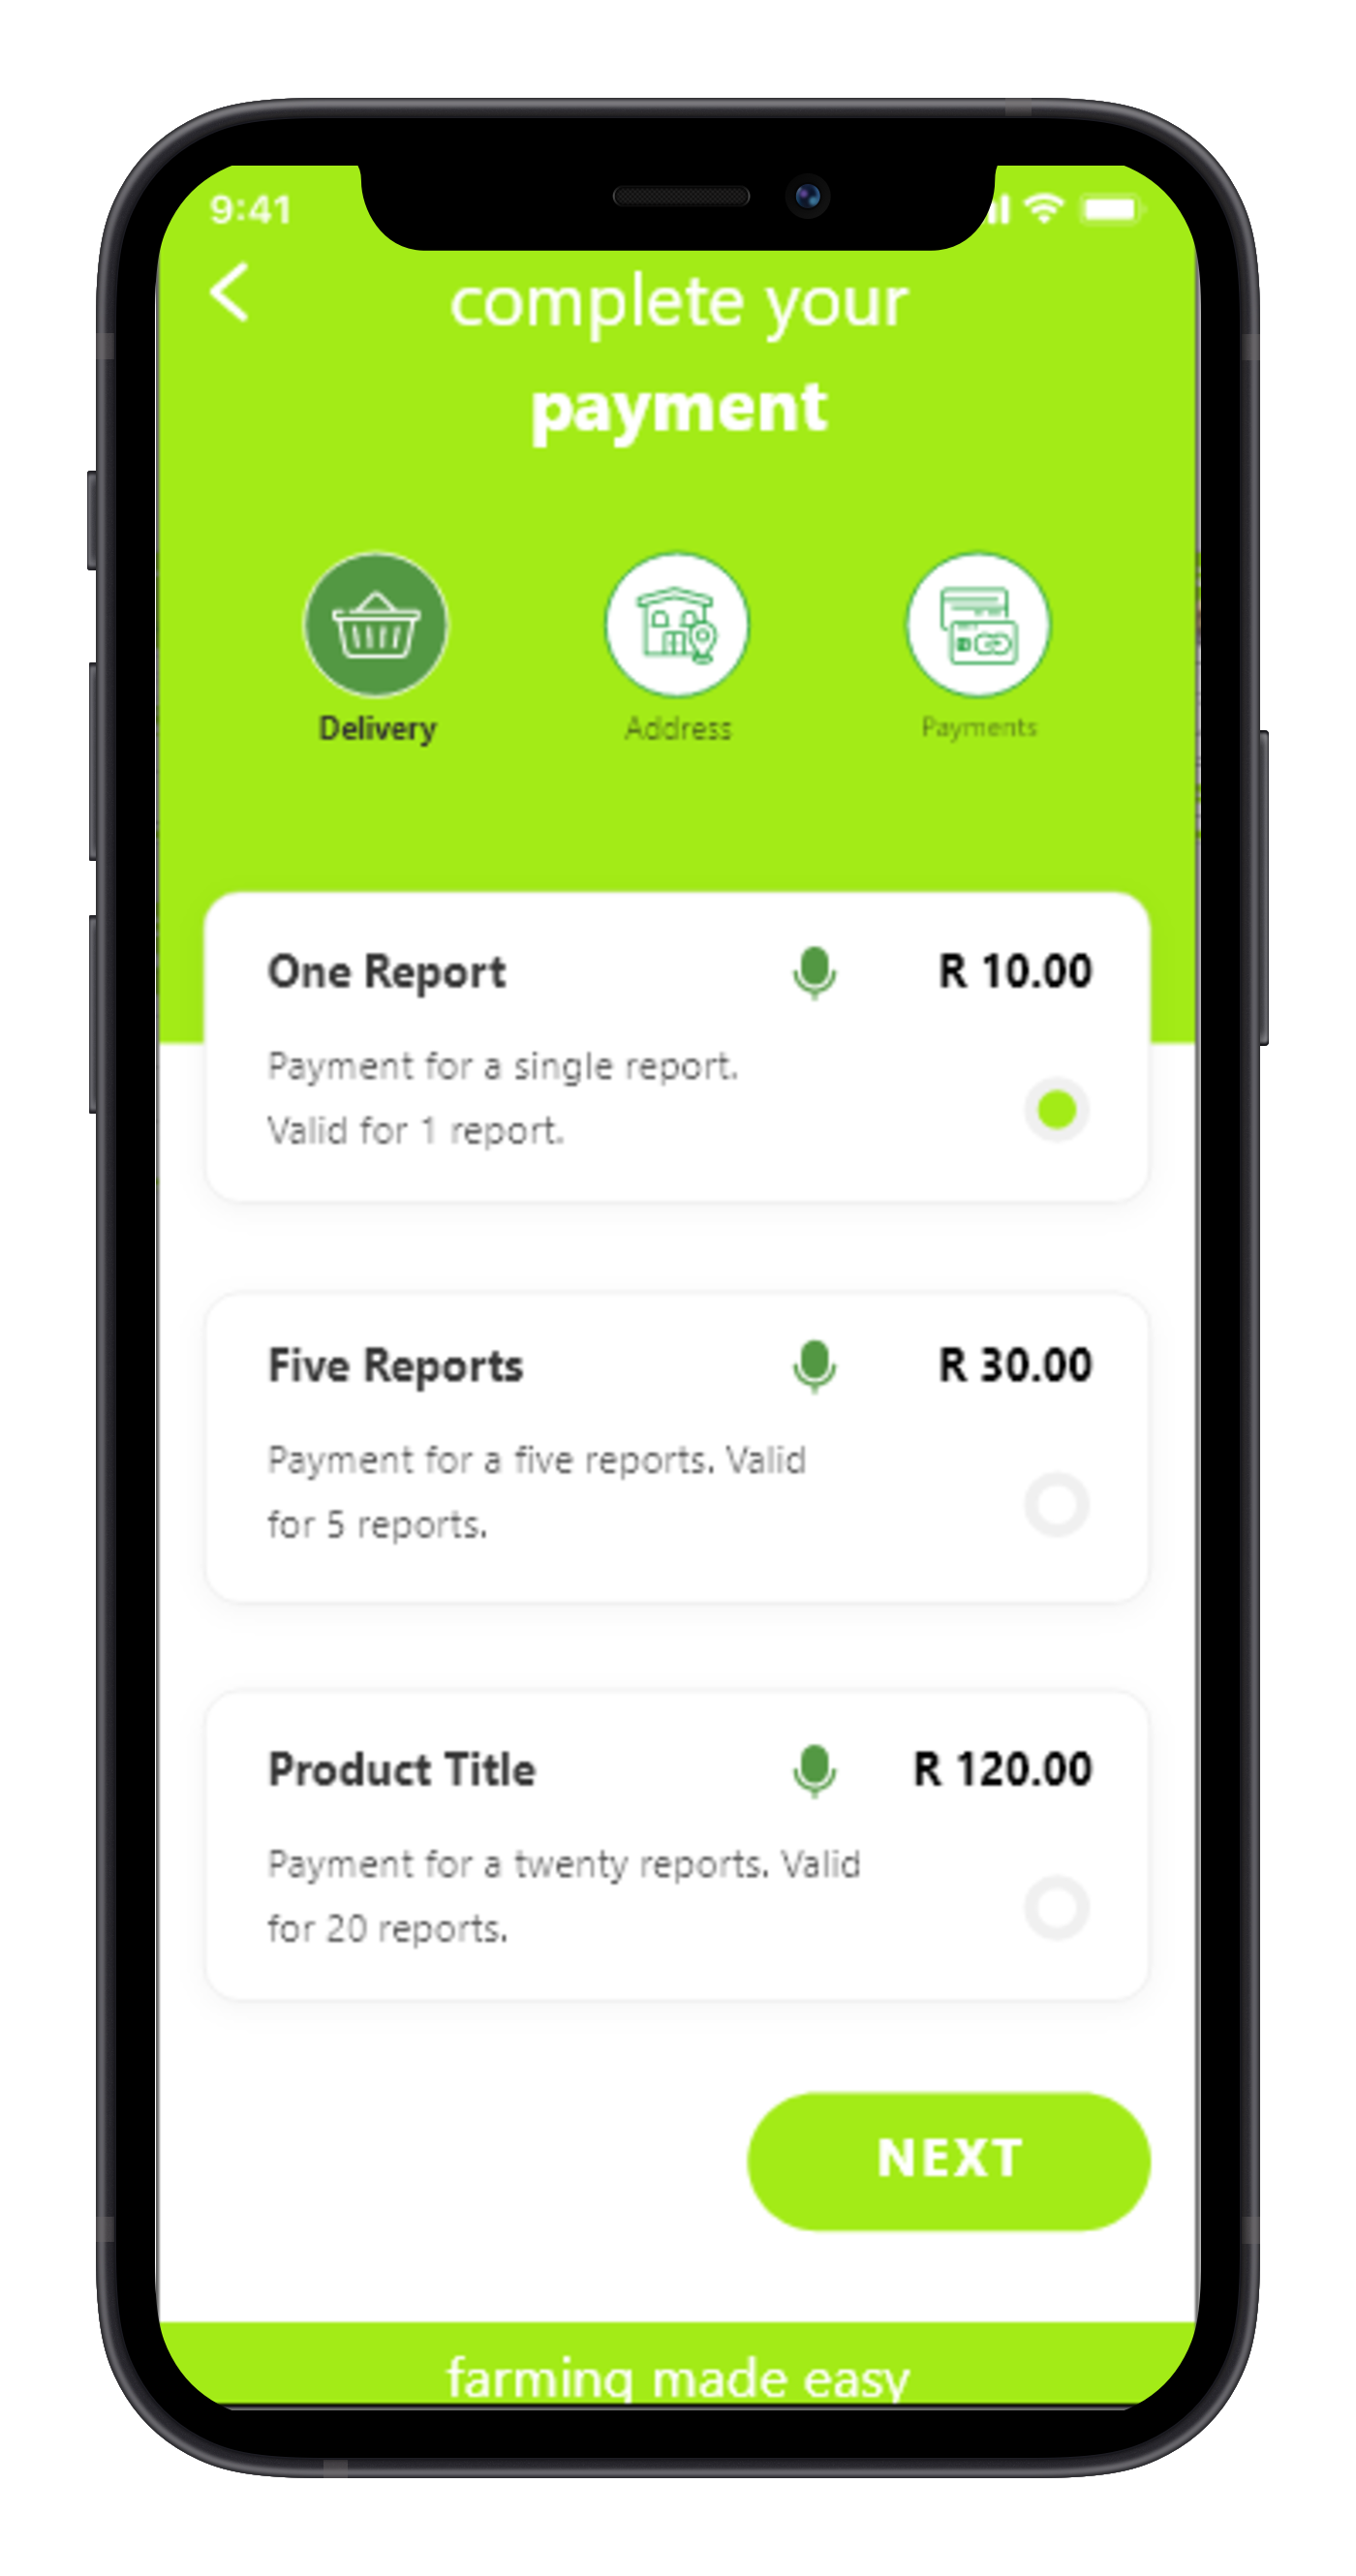 9:41
complete your
payment
Delivery
Address
Payments
One Report
R 10.00
Payment for a single report.
Valid for 1 report.
Five Reports
R 30.00
Payment for a five reports. Valid
for 5 reports.
Product Title
R 120.00
Payment for a twenty reports. Valid
for 20 reports.
NEXT
farming made easy